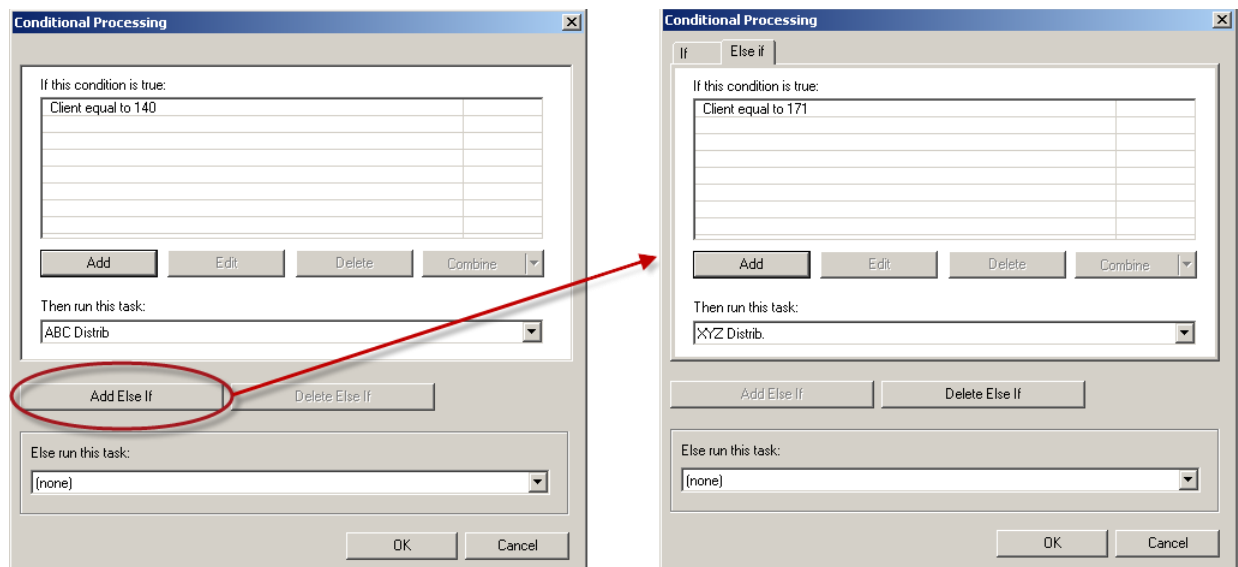 Conditional Processing
If this condition is true:
Client equal to 140
Add Edit Delete Combine
Then run this task:
ABC Distrib
Add Else If Delete Else If
Else run this task:
(none)
OK Cancel
Conditional Processing
If Else if
If this condition is true:
Client equal to 171
Add Edit Delete Combine
Then run this task:
XYZ Distrib.
Add Else If Delete Else If
Else run this task:
(none)
OK Cancel